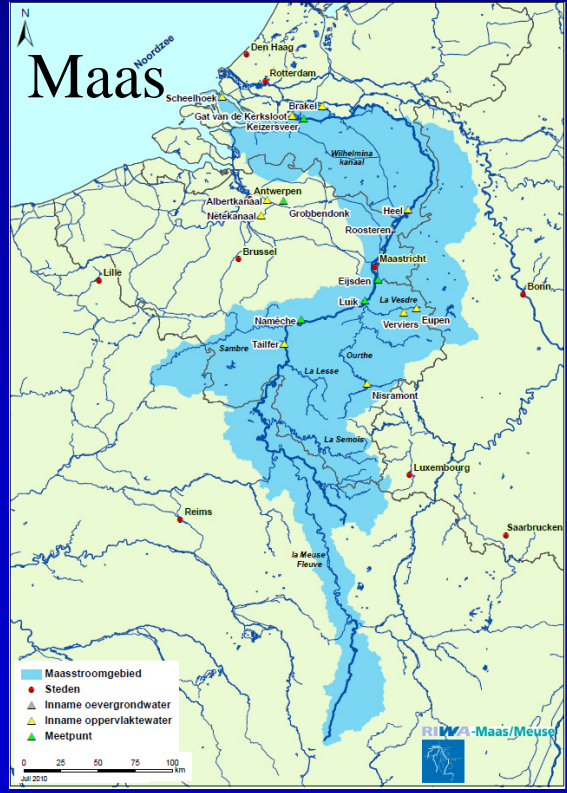 N
Noordzee
Maas
Den Haag
Rotterdam
Scheelhoek
Brakel
Gat van de Kerksloot
Keizersveer
Wilhelmina
kanaal
Antwerpen
Albertkanaal
Grobbendonk
Netekanaal
Heel
Roosteren
Brussel
Maastricht
Lille
Eijsden
Bonn
Luik
La Vesdre
Eupen
Verviers
Namêche
Sambre
Tailfer
Ourthe
La Lesse
Nisramont
La Semois
Luxembourg
Reims
Saarbrucken
la Meuse
Fleuve
Maasstroomgebied
Steden
Inname oevergrondwater
Inname oppervlaktewater
Meetpunt
0 25 50 100
km
Juli 2010
RIWA-Maas/Meuse